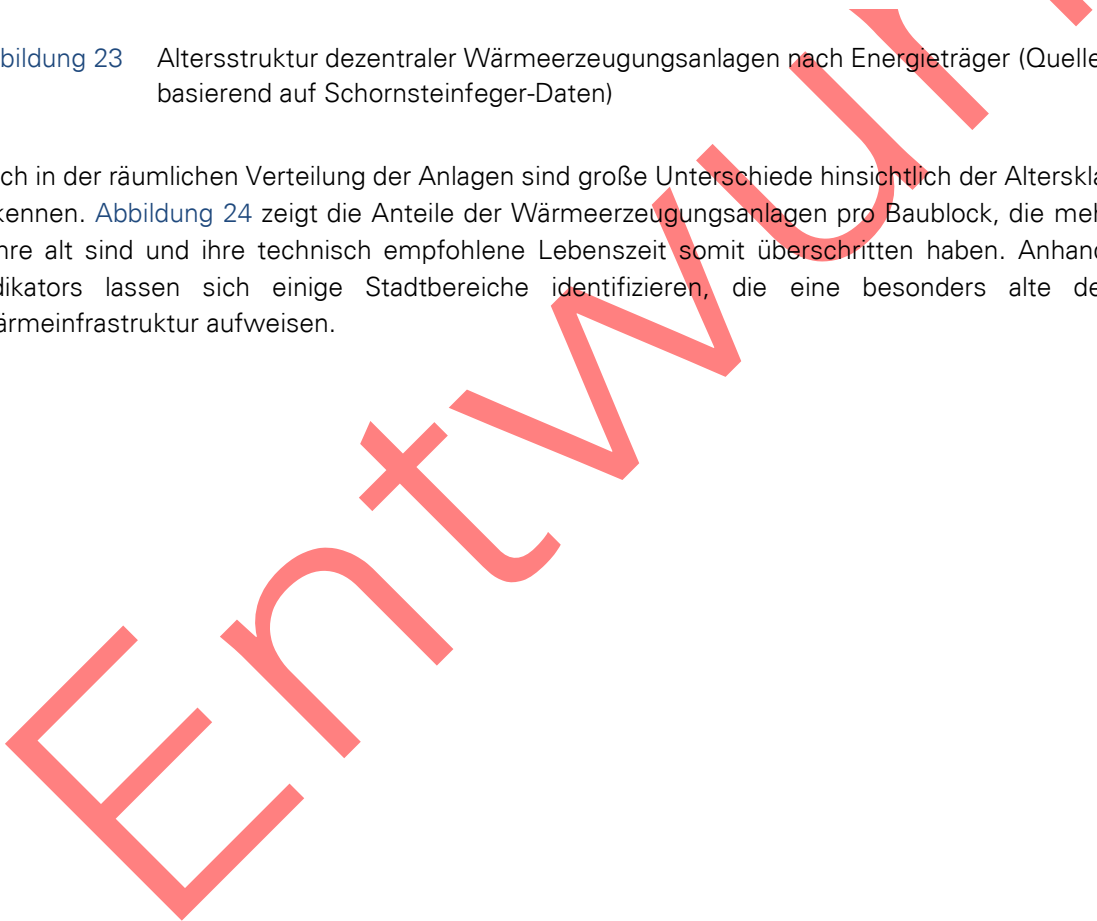 bildung 23 Altersstruktur dezentraler Wärmeerzeugungsanlagen nach Energieträger (Quelle
basierend auf Schornsteinfeger-Daten)
ch in der räumlichen Verteilung der Anlagen sind große Unterschiede hinsichtlich der Alterskla
kennen. Abbildung 24 zeigt die Anteile der Wärmeerzeugungsanlagen pro Baublock, die meh
hre alt sind und ihre technisch empfohlene Lebenszeit somit überschritten haben. Anhand
dikators lassen sich einige Stadtbereiche identifizieren, die eine besonders alte de
ärmeinfrastruktur aufweisen.
Entwur